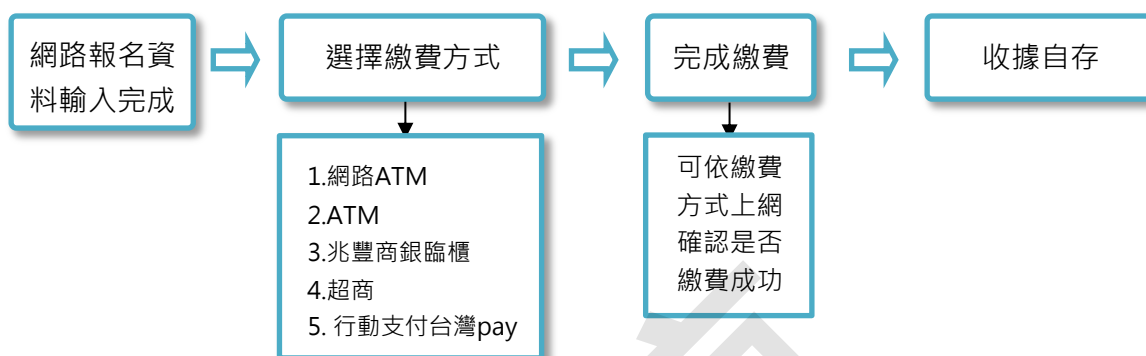 網路報名資
料輸入完成
選擇繳費方式
完成繳費
收據自存
1.網路ATM
2.ATM
3.兆豐商銀臨櫃
4.超商
5. 行動支付台灣pay
可依繳費
方式上網
確認是否
繳費成功